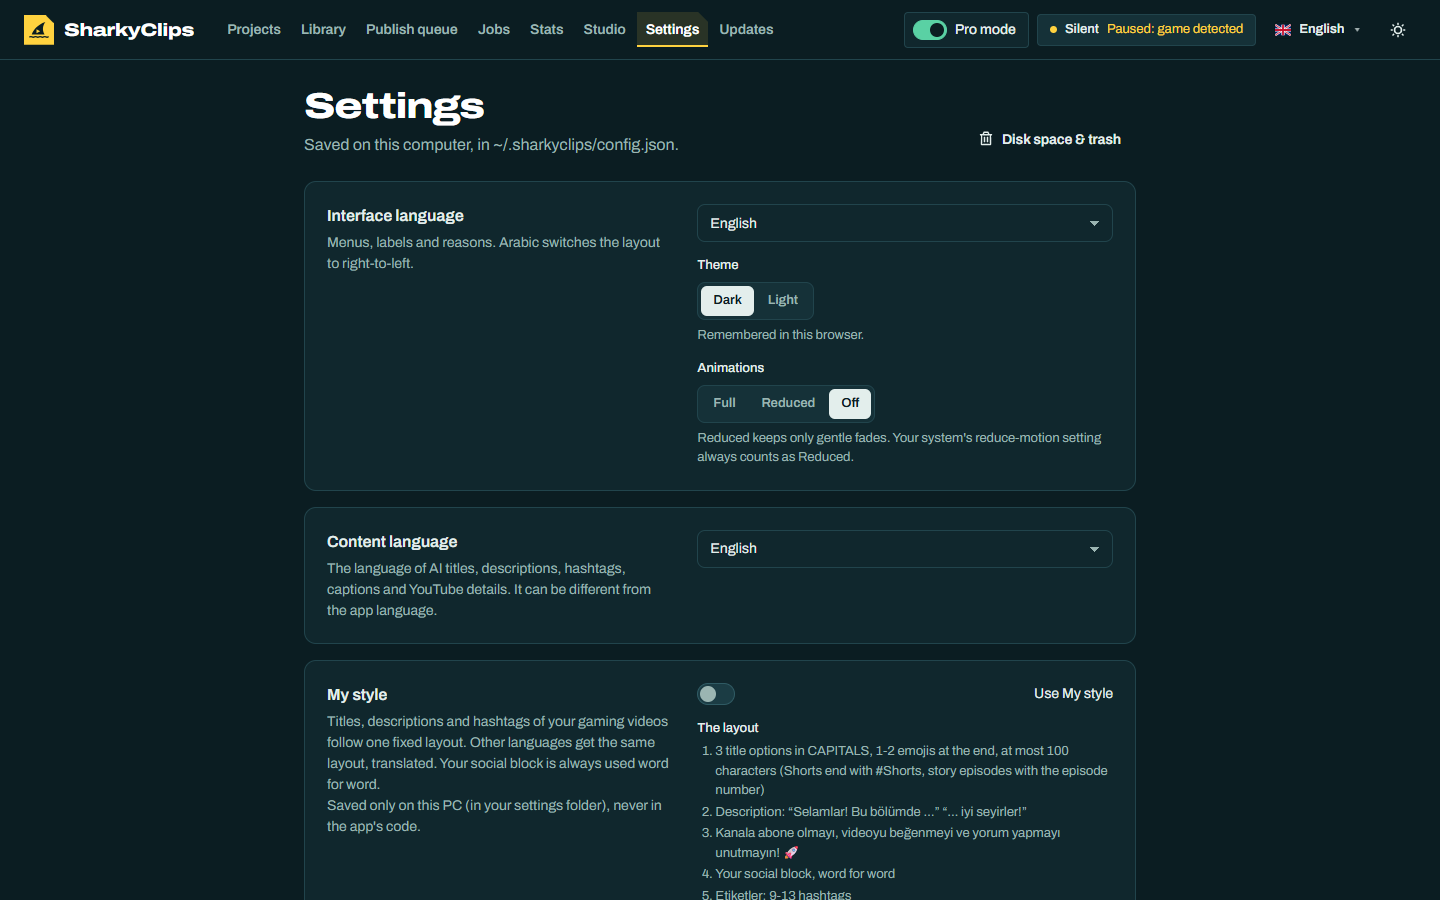 SharkyClips
Projects
Library
Publish queue
Jobs
Stats
Studio
Settings
Updates
Pro mode
Silent Paused: game detected
English
Settings
Saved on this computer, in ~/.sharkyclips/config.json.
Disk space & trash
Interface language
Menus, labels and reasons. Arabic switches the layout
to right-to-left.
English
Theme
Dark Light
Remembered in this browser.
Animations
Full Reduced Off
Reduced keeps only gentle fades. Your system's reduce-motion setting
always counts as Reduced.
Content language
The language of AI titles, descriptions, hashtags,
captions and YouTube details. It can be different from
the app language.
English
My style
Titles, descriptions and hashtags of your gaming videos
follow one fixed layout. Other languages get the same
layout, translated. Your social block is always used word
for word.
Saved only on this PC (in your settings folder), never in
the app's code.
Use My style
The layout
1. 3 title options in CAPITALS, 1-2 emojis at the end, at most 100
characters (Shorts end with #Shorts, story episodes with the episode
number)
2. Description: “Selamlar! Bu bölümde ...” “... iyi seyirler!”
3. Kanala abone olmayı, videoyu beğenmeyi ve yorum yapmayı
unutmayın! 🚀
4. Your social block, word for word
5. Etiketler: 9-13 hashtags